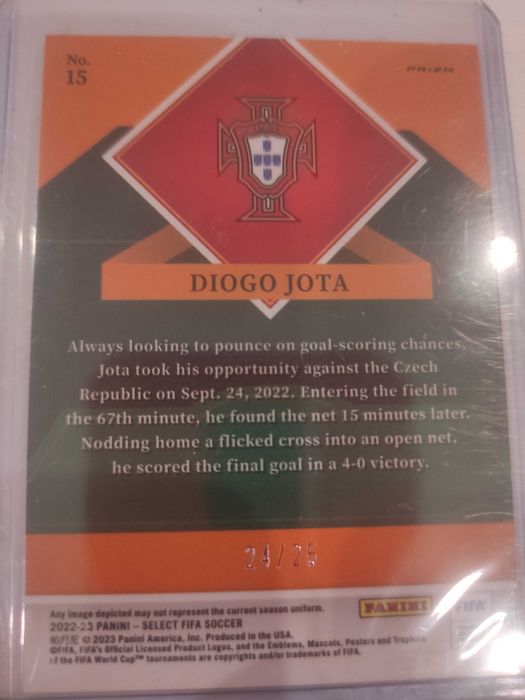 No.
15
PRIZM
DIOGO JOTA
Always looking to pounce on goal-scoring chances,
Jota took his opportunity against the Czech
Republic on Sept. 24, 2022. Entering the field in
the 67th minute, he found the net 15 minutes later.
Nodding home a flicked cross into an open net,
he scored the final goal in a 4-0 victory.
24/25
Any image depicted may not represent the current season uniform.
2022-23 PANINI – SELECT FIFA SOCCER
帕尼尼 © 2023 Panini America, Inc. Produced in the USA.
©FIFA, FIFA's Official Licensed Product Logos, and the Emblems, Mascots, Posters and Trophies
of the FIFA World Cup™ tournaments are copyrights and/or trademarks of FIFA.
PANINI
FIFA